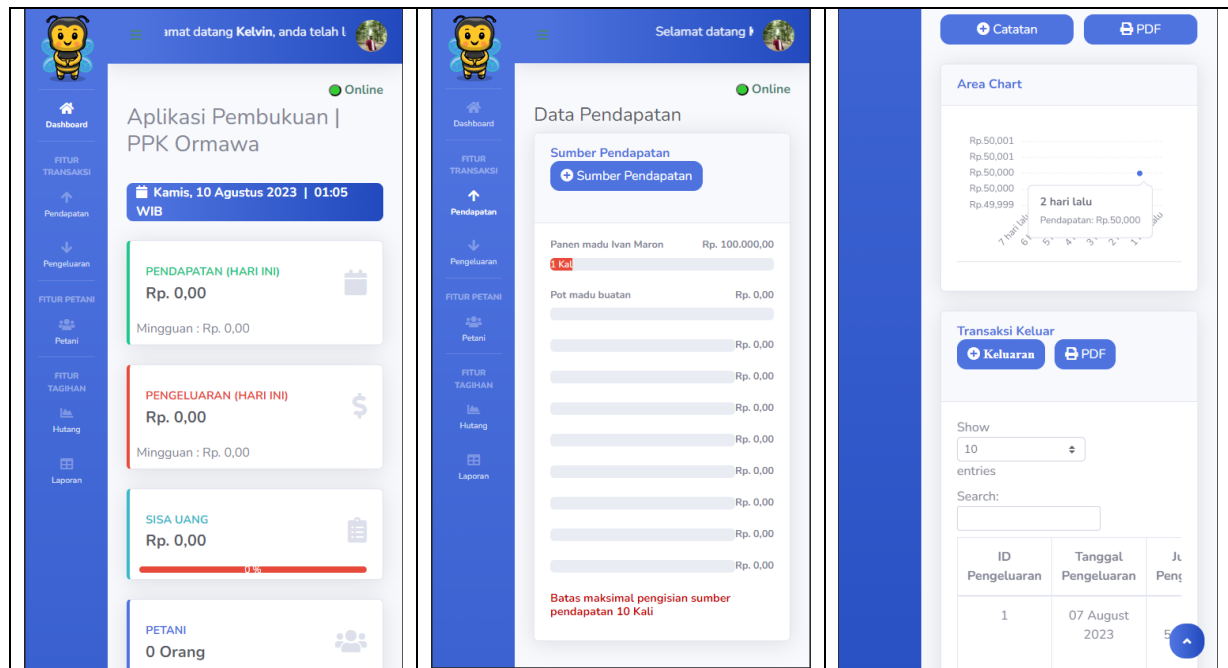 amat datang Kelvin, anda telah l
Online
Dashboard
Aplikasi Pembukuan |
PPK Ormawa
FITUR
TRANSAKSI
Pendapatan
Kamis, 10 Agustus 2023 | 01:05
WIB
Pengeluaran
PENDAPATAN (HARI INI)
Rp. 0,00
Mingguan : Rp. 0,00
FITUR PETANI
Petani
FITUR
TAGIHAN
Hutang
Laporan
PENGELUARAN (HARI INI)
Rp. 0,00
Mingguan : Rp. 0,00
SISA UANG
Rp. 0,00
0 %
PETANI
0 Orang
Selamat datang
Online
Dashboard
FITUR
TRANSAKSI
Pendapatan
Pengeluaran
FITUR PETANI
Petani
FITUR
TAGIHAN
Hutang
Laporan
Data Pendapatan
Sumber Pendapatan
Sumber Pendapatan
Panen madu Ivan Maron Rp. 100.000,00
1 Kal
Pot madu buatan Rp. 0,00
Rp. 0,00
Rp. 0,00
Rp. 0,00
Rp. 0,00
Rp. 0,00
Rp. 0,00
Rp. 0,00
Rp. 0,00
Batas maksimal pengisian sumber
pendapatan 10 Kali
Catatan PDF
Area Chart
Rp.50,001
Rp.50,001
Rp.50,000
Rp.50,000
Rp.49,999
2 hari lalu
Pendapatan: Rp.50,000
7 hari lalu
Transaksi Keluar
Keluaran PDF
Show
10
entries
Search:
ID
Pengeluaran
Tanggal
Pengeluaran
Ju
Peng
1
07 August
2023
5